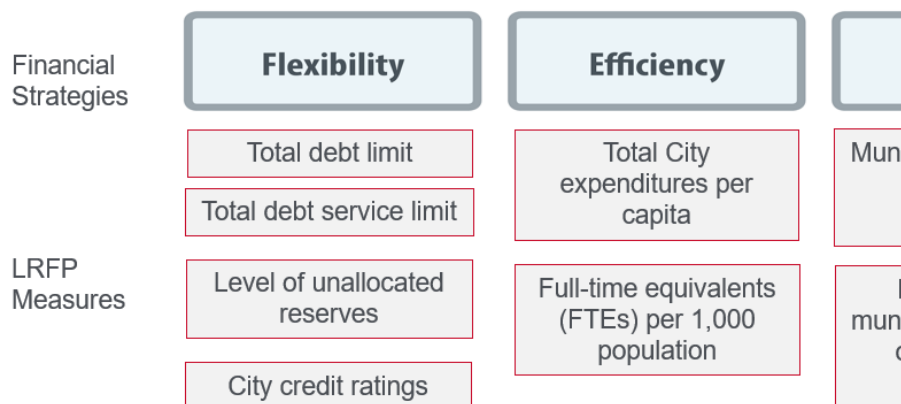 Financial
Strategies
Flexibility
Efficiency
LRFP
Measures
Total debt limit
Total debt service limit
Level of unallocated
reserves
City credit ratings
Total City
expenditures per
capita
Full-time equivalents
(FTEs) per 1,000
population